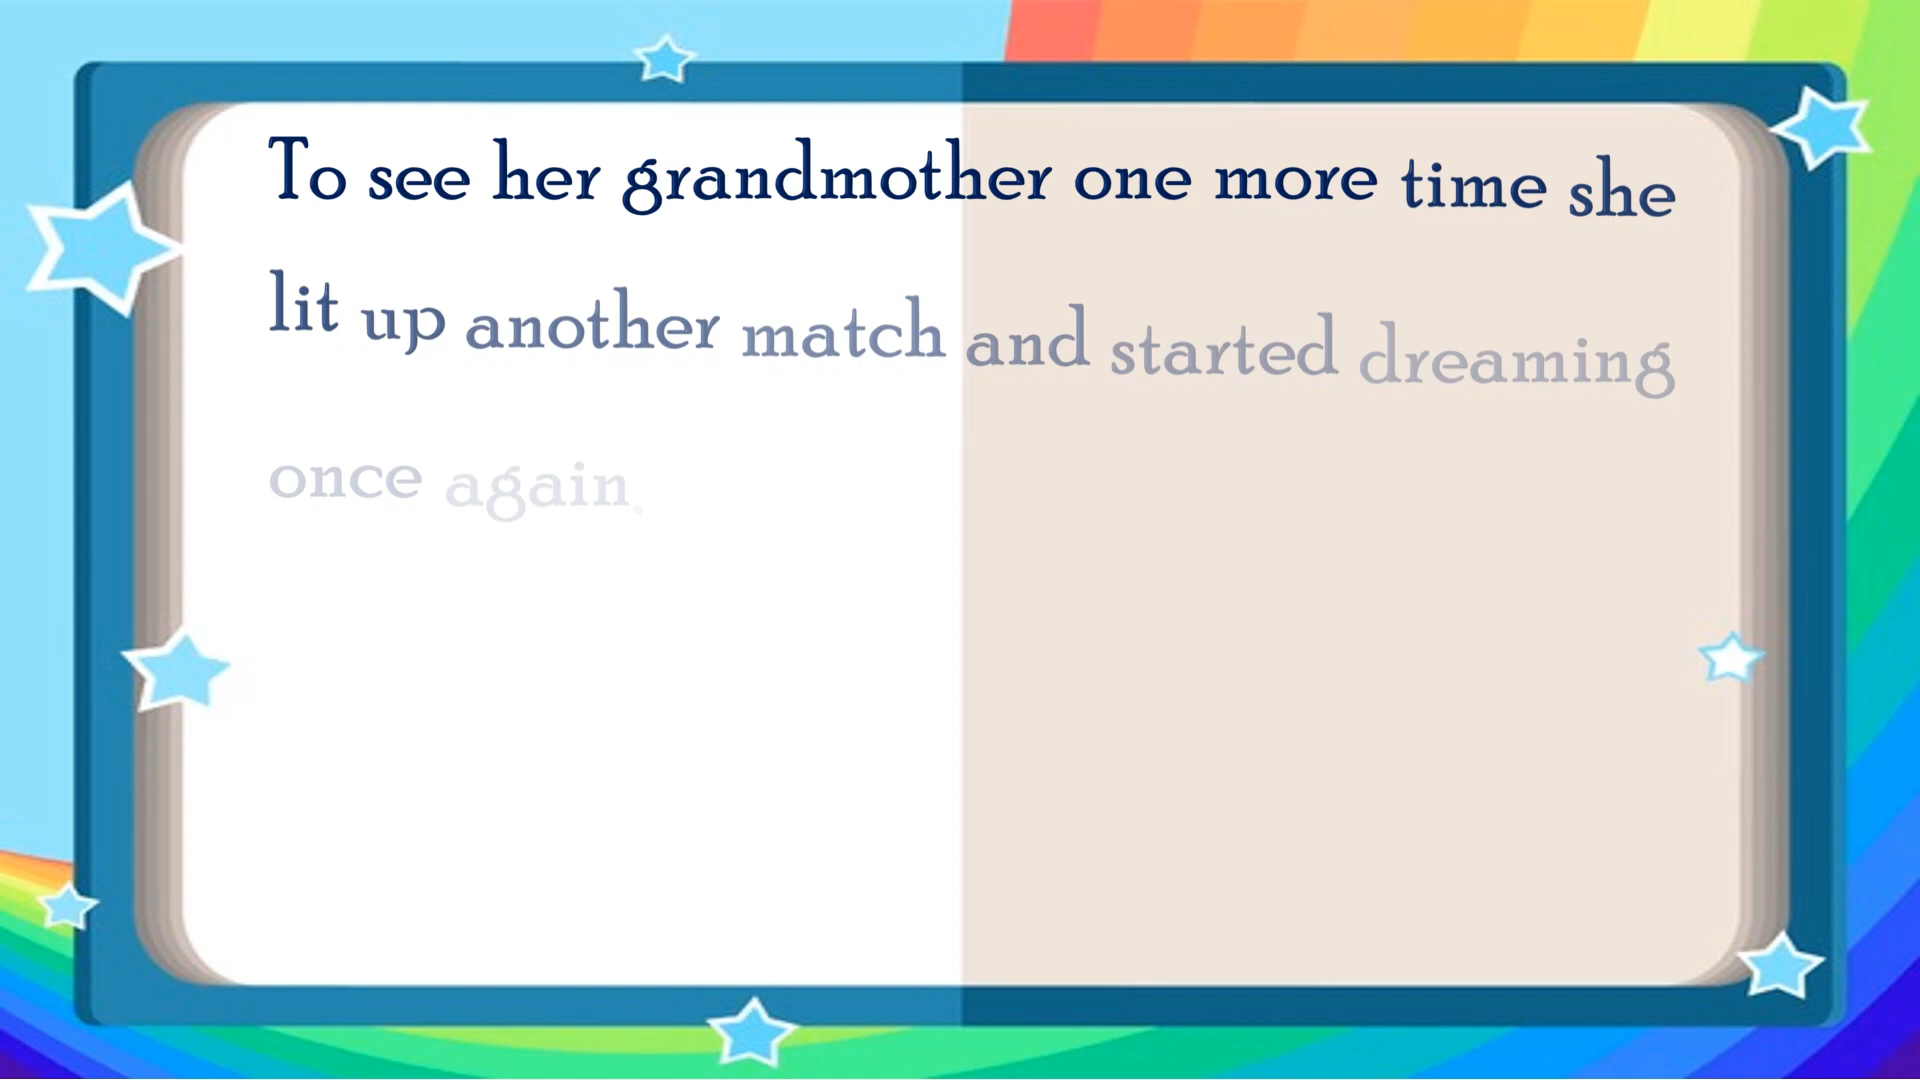 To see her grandmother one more time she
lit up another match and started dreaming
once again.